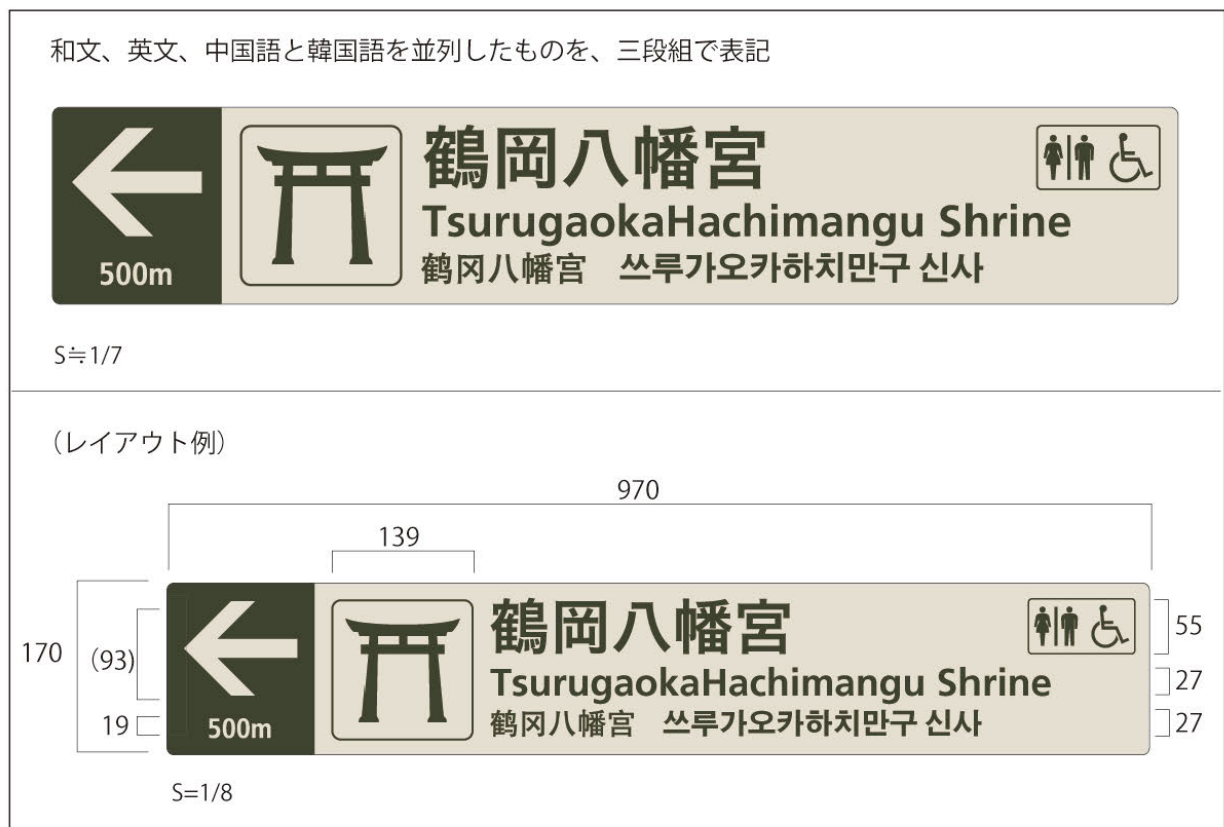 和文、英文、中国語と韓国語を並列したものを、三段組で表記
500m
鶴岡八幡宮
TsurugaokaHachimangu Shrine
鹤冈八幡宮　쓰루가오카하치만구 신사
S≒1/7
（レイアウト例）
970
139
170
(93)
19
500m
鶴岡八幡宮
TsurugaokaHachimangu Shrine
鹤冈八幡宮　쓰루가오카하치만구 신사
55
27
27
S=1/8